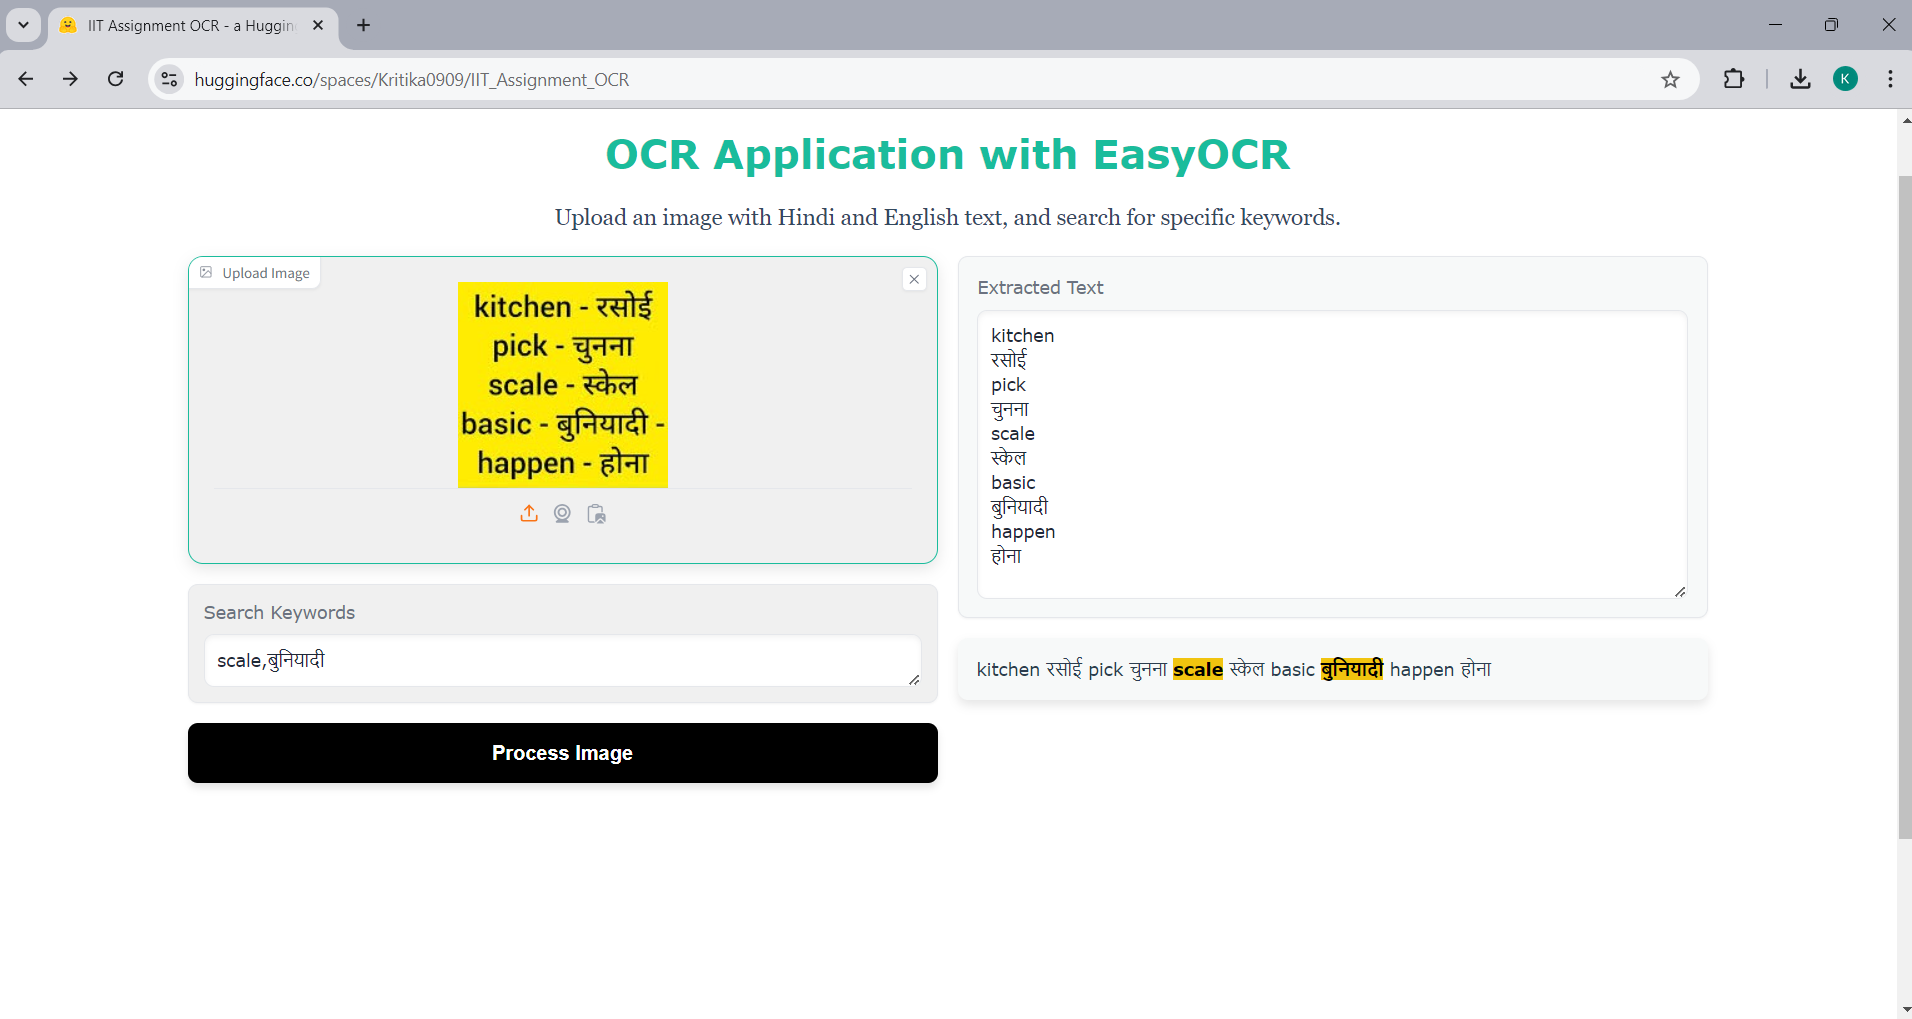 IIT Assignment OCR - a Huggin
huggingface.co/spaces/Kritika0909/IIT_Assignment_OCR
K
OCR Application with EasyOCR
Upload an image with Hindi and English text, and search for specific keywords.
Upload Image
kitchen - रसोई
pick - चुनना
scale - स्केल
basic - बुनियादी -
happen - होना
Search Keywords
scale,बुनियादी
Process Image
Extracted Text
kitchen
रसोई
pick
चुनना
scale
स्केल
basic
बुनियादी
happen
होना
kitchen रसोई pick चुनना scale स्केल basic बुनियादी happen होना